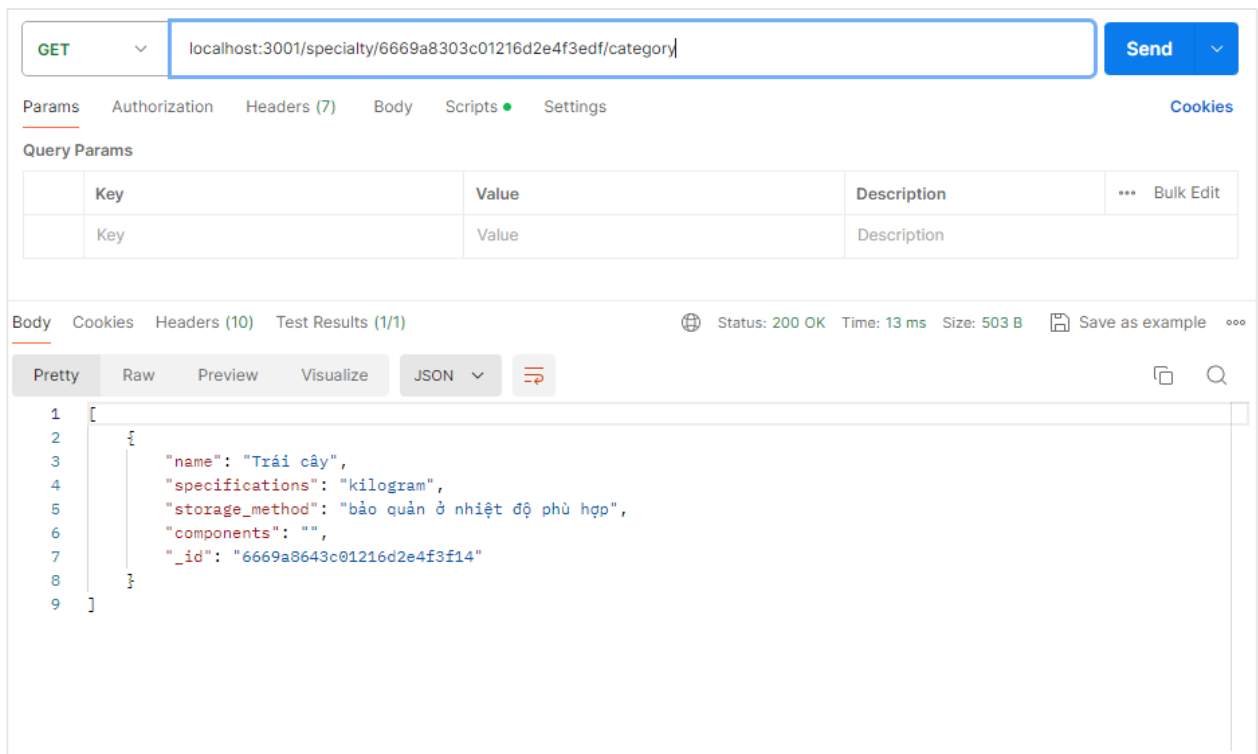 GET localhost:3001/specialty/6669a8303c01216d2e4f3edf/category Send
Params Authorization Headers (7) Body Scripts Settings Cookies
Query Params
Key Value Description Bulk Edit
Key Value Description
Body Cookies Headers (10) Test Results (1/1) Status: 200 OK Time: 13 ms Size: 503 B Save as example
Pretty Raw Preview Visualize JSON
1 [
2 {
3 "name": "Trái cây",
4 "specifications": "kilogram",
5 "storage_method": "bảo quản ở nhiệt độ phù hợp",
6 "components": "",
7 "_id": "6669a8643c01216d2e4f3f14"
8 }
9 ]